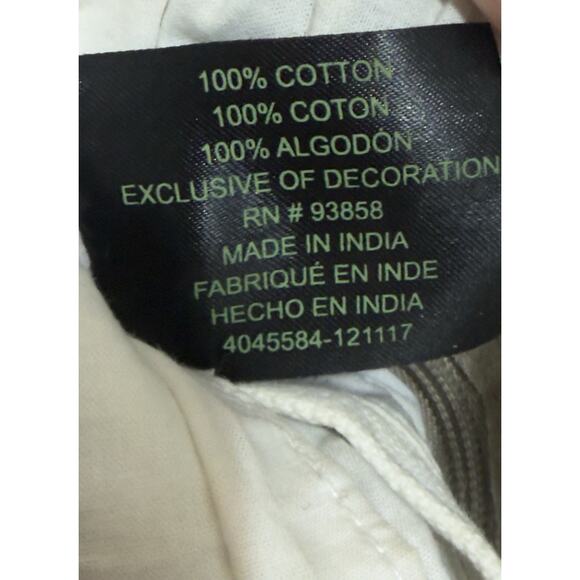 100% COTTON
100% COTON
100% ALGODÓN
EXCLUSIVE OF DECORATION
RN # 93858
MADE IN INDIA
FABRIQUÉ EN INDE
HECHO EN INDIA
4045584-121117